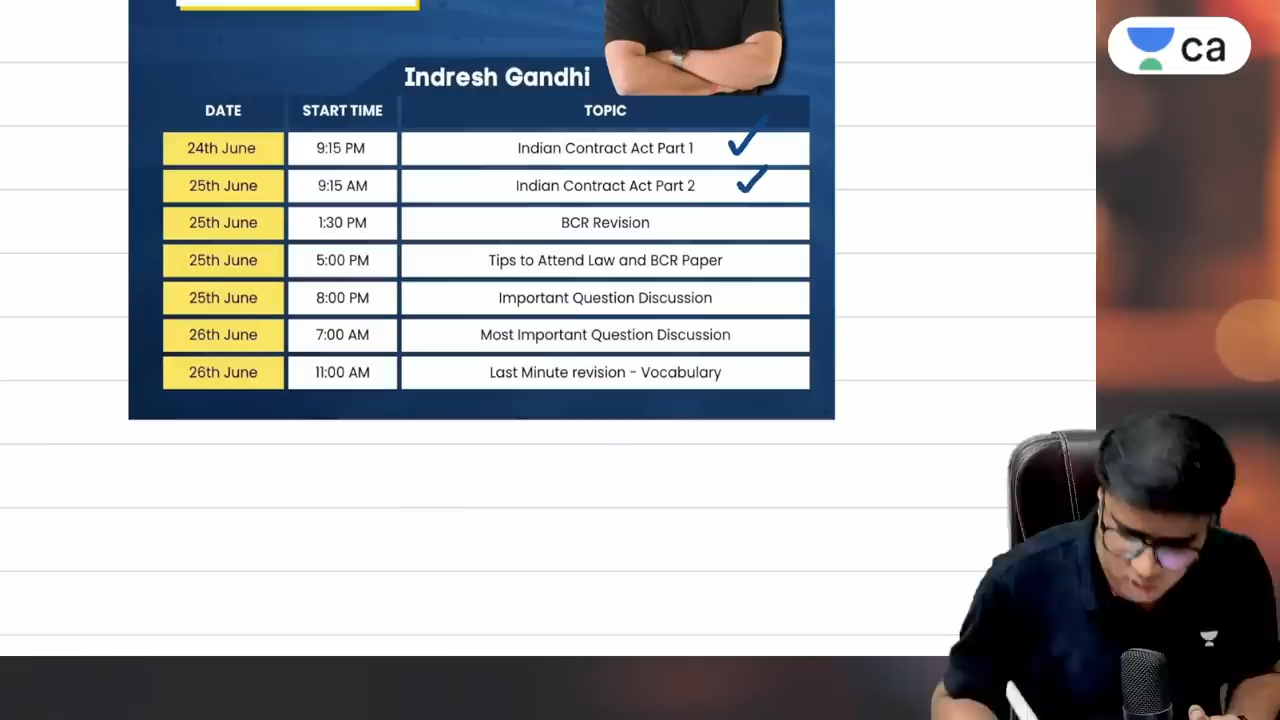 ca
Indresh Gandhi
DATE START TIME TOPIC
24th June 9:15 PM Indian Contract Act Part 1
25th June 9:15 AM Indian Contract Act Part 2
25th June 1:30 PM BCR Revision
25th June 5:00 PM Tips to Attend Law and BCR Paper
25th June 8:00 PM Important Question Discussion
26th June 7:00 AM Most Important Question Discussion
26th June 11:00 AM Last Minute revision - Vocabulary